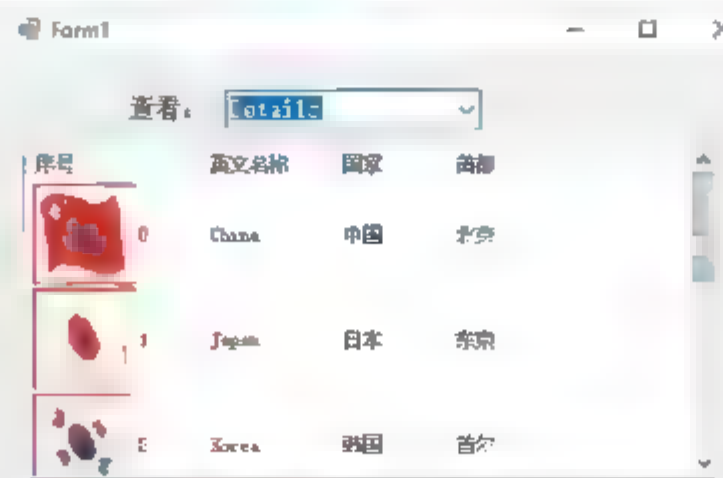 Form1
查看: Details
序号 英文名称 国家 首都
0 China 中国 北京
1 Japan 日本 东京
Korea 韩国 首尔